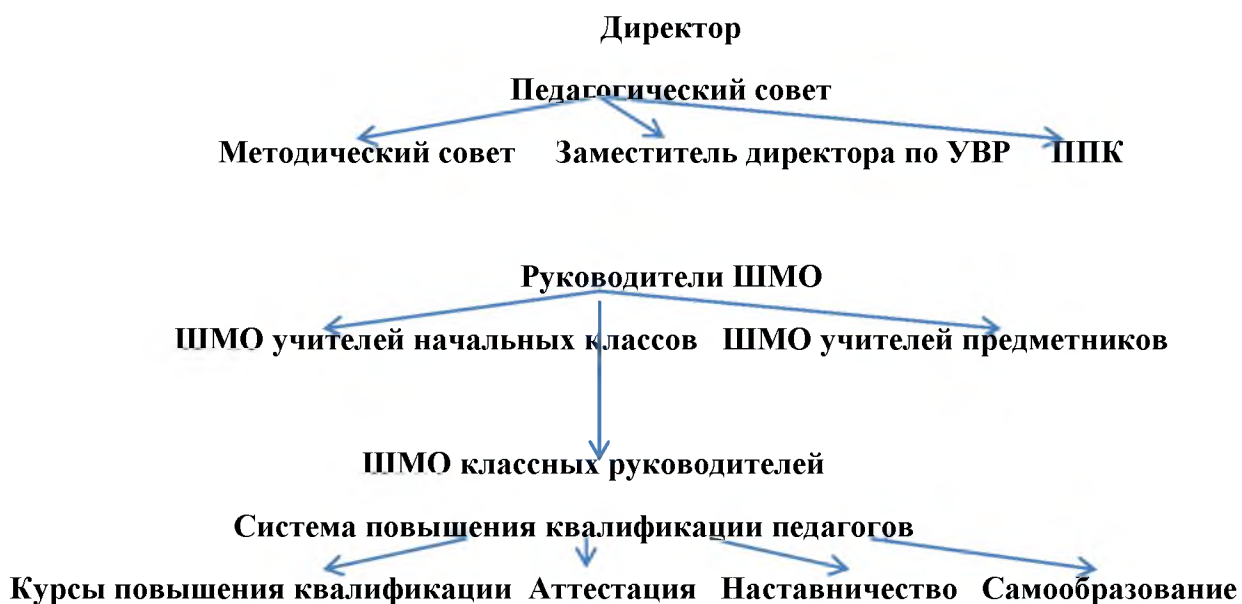 Директор
Педагогический совет
Методический совет Заместитель директора по УВР ППК
Руководители ШМО
ШМО учителей начальных классов ШМО учителей предметников
ШМО классных руководителей
Система повышения квалификации педагогов
Курсы повышения квалификации Аттестация Наставничество Самообразование